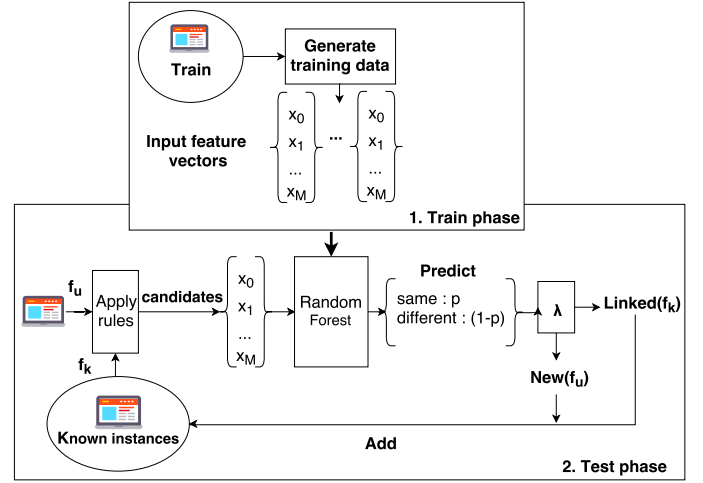 Train
Generate
training data
Input feature
vectors
x0
x1
...
xM
...
x0
x1
...
xM
1. Train phase
fu
Apply
rules
candidates
x0
x1
...
xM
Random
Forest
Predict
same : p
different : (1-p)
λ
Linked(fk)
fk
New(fu)
Known instances
Add
2. Test phase